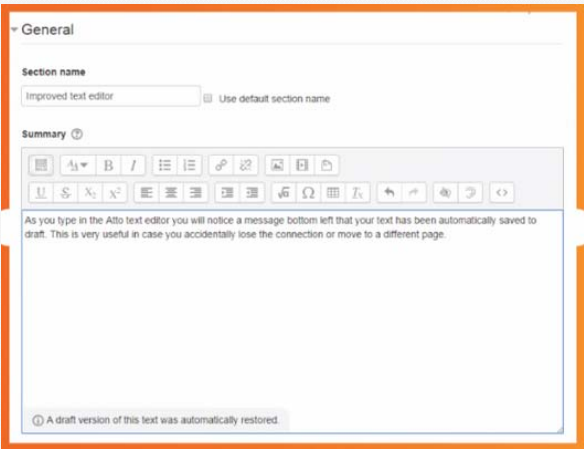 General
Section name
Improved text editor
Use default section name
Summary
As you type in the Atto text editor you will notice a message bottom left that your text has been automatically saved to
draft. This is very useful in case you accidentally lose the connection or move to a different page.
A draft version of this text was automatically restored.